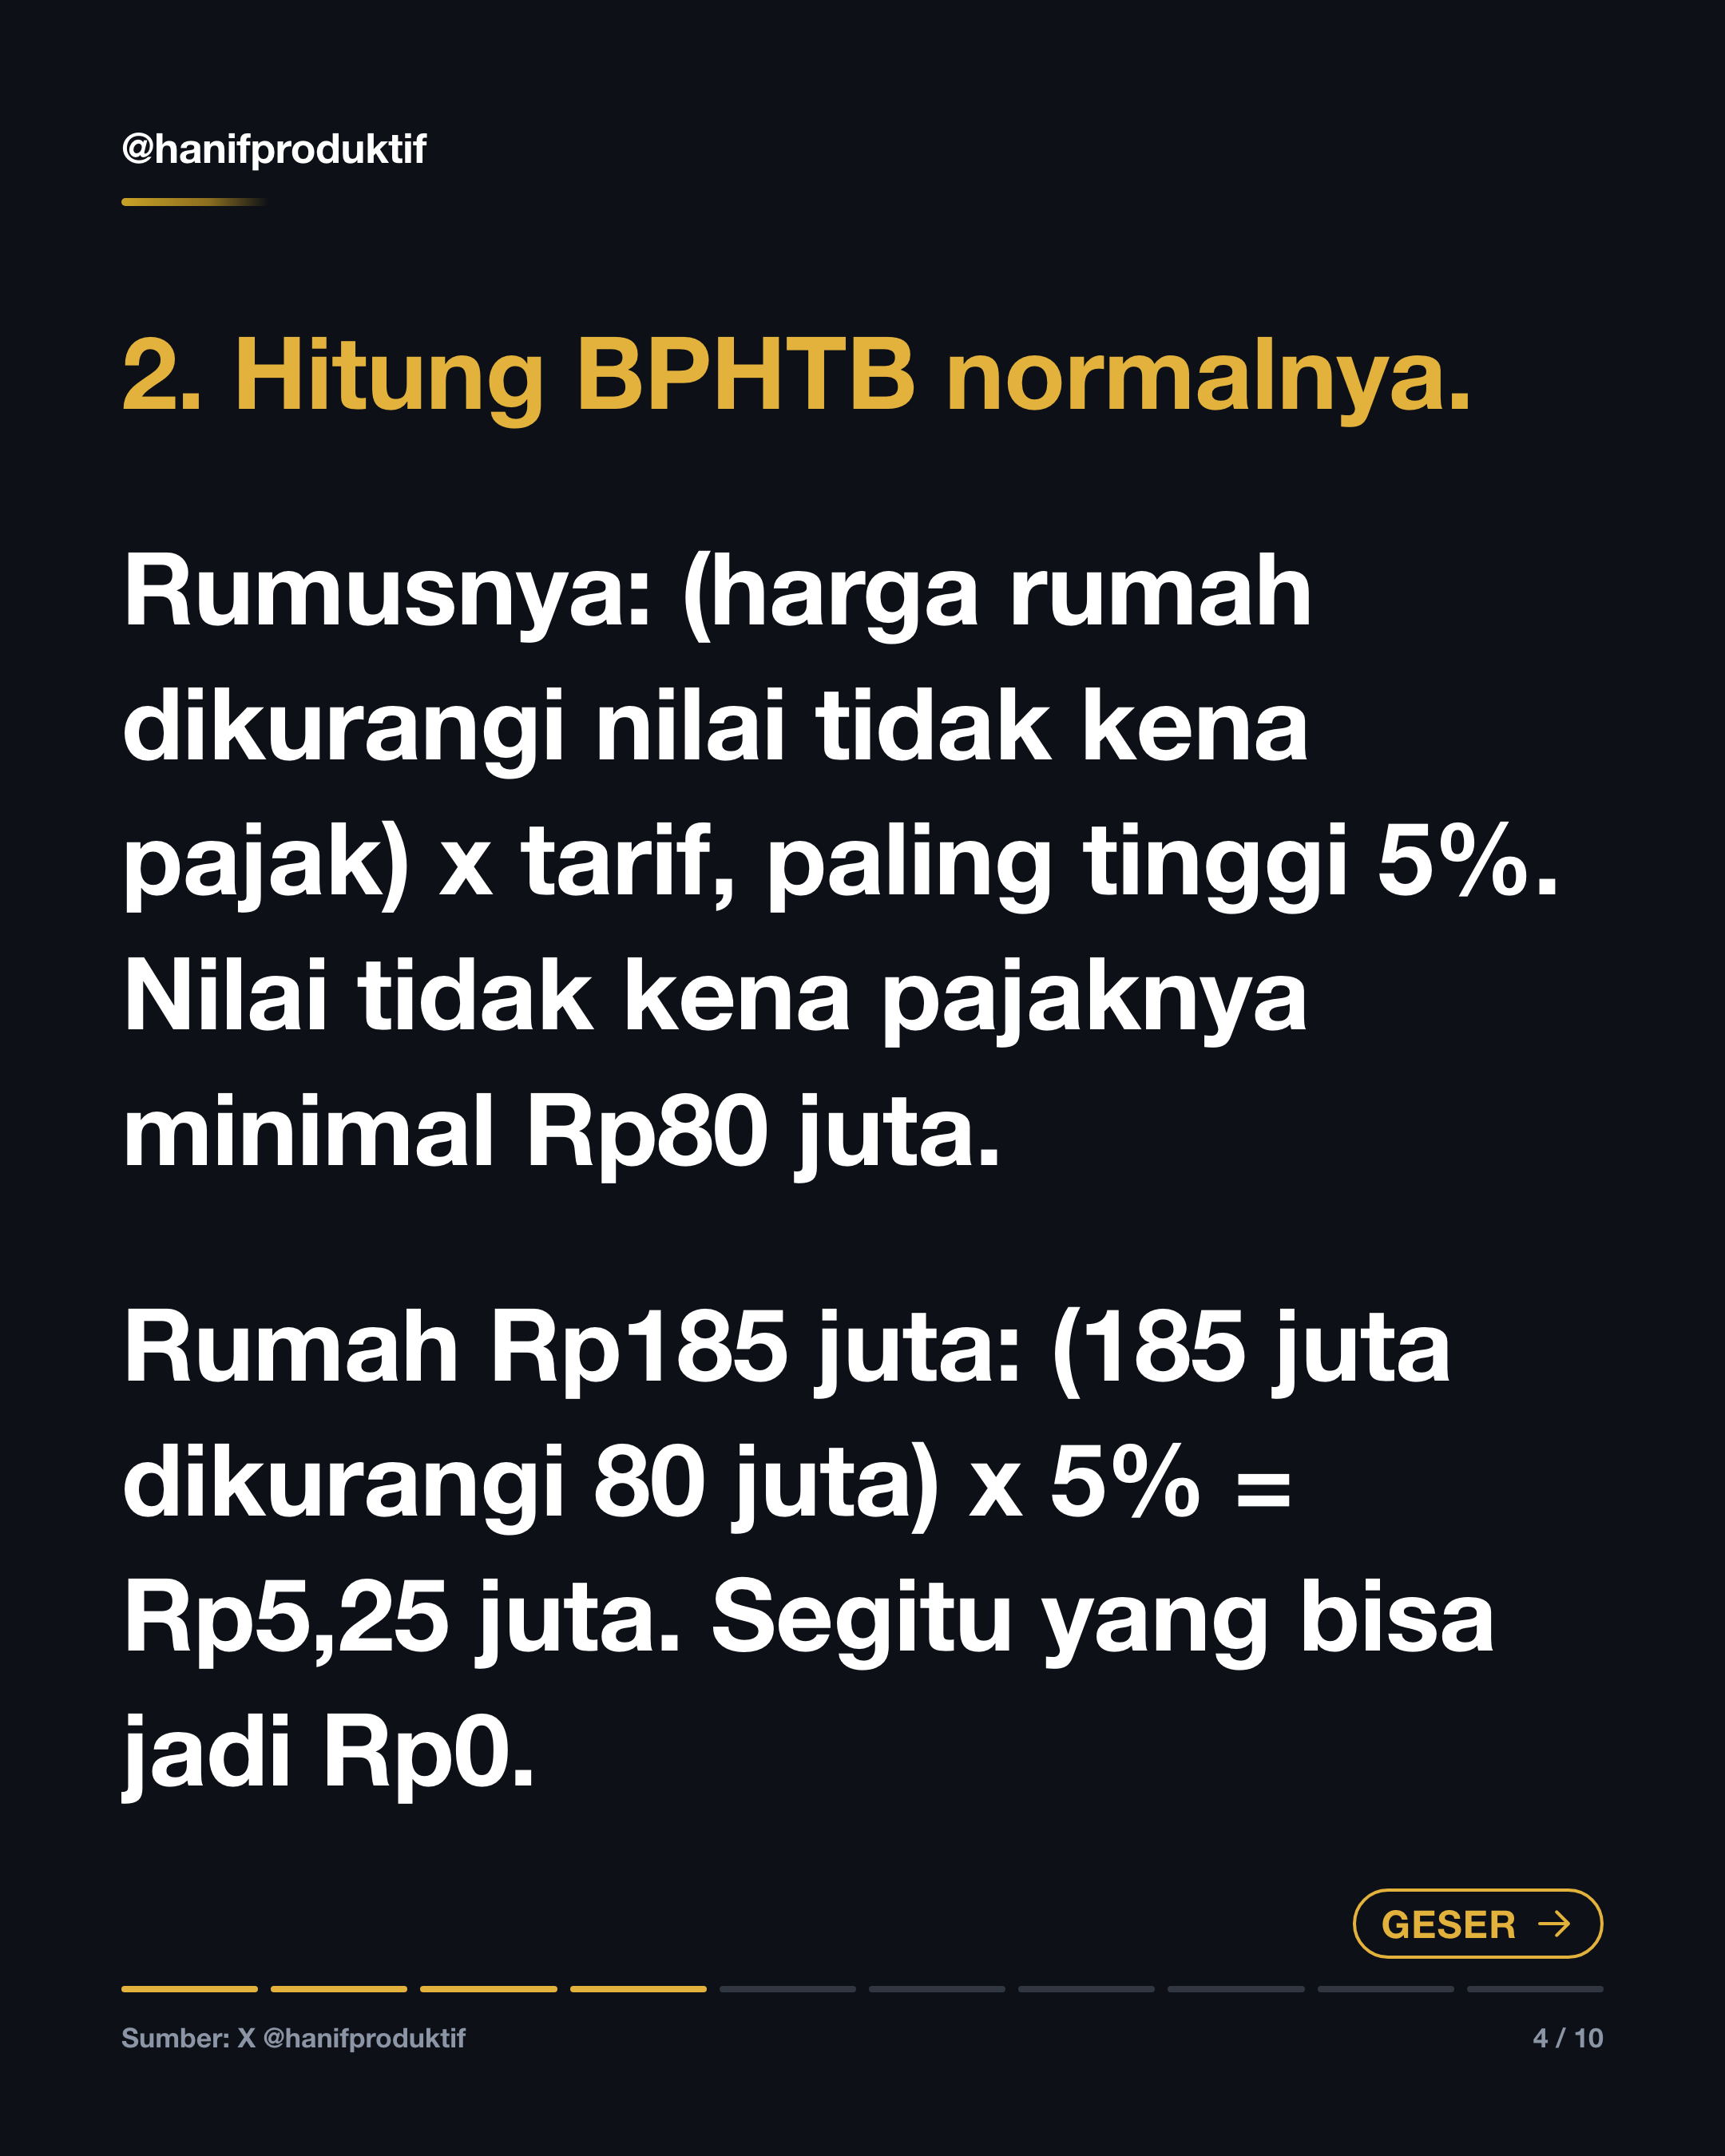 @hanifproduktif
2. Hitung BPHTB normalnya.
Rumusnya: (harga rumah
dikurangi nilai tidak kena
pajak) x tarif, paling tinggi 5%.
Nilai tidak kena pajaknya
minimal Rp80 juta.
Rumah Rp185 juta: (185 juta
dikurangi 80 juta) x 5% =
Rp5,25 juta. Segitu yang bisa
jadi Rp0.
GESER →
Sumber: X @hanifproduktif
4 / 10